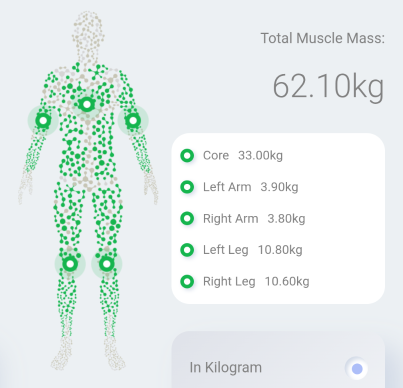 Total Muscle Mass:
62.10kg
Core 33.00kg
Left Arm 3.90kg
Right Arm 3.80kg
Left Leg 10.80kg
Right Leg 10.60kg
In Kilogram